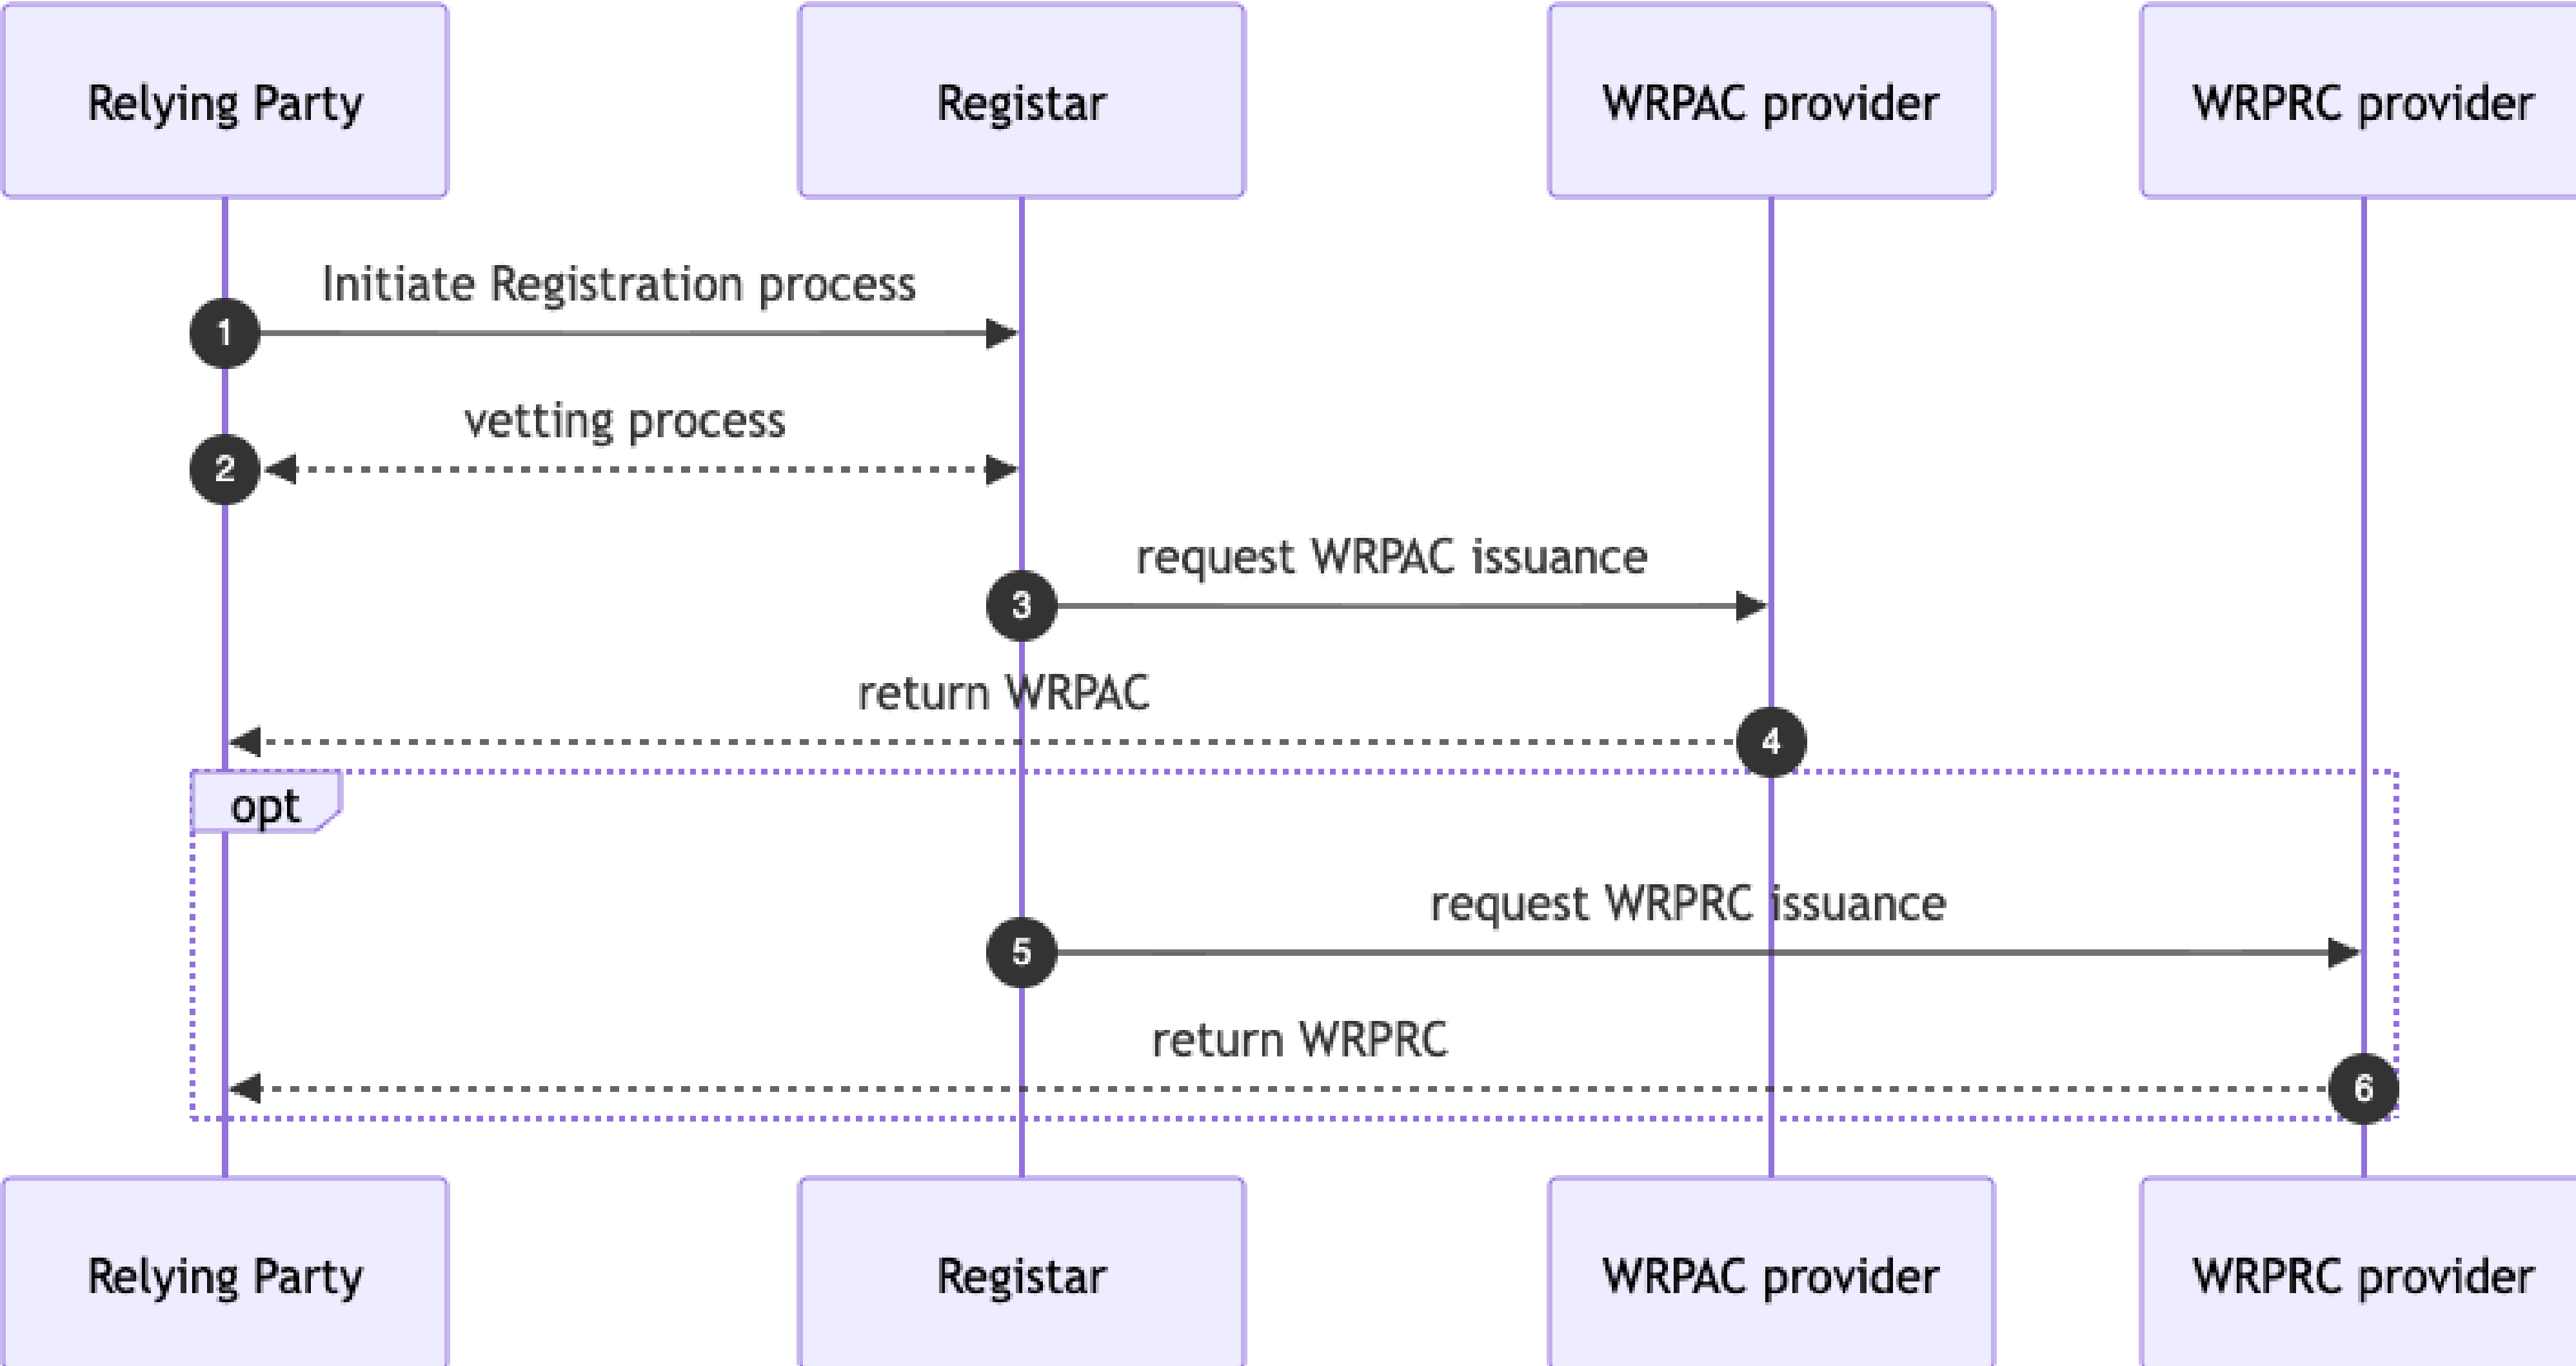 Relying Party
Registar
WRPAC provider
WRPRC provider
Initiate Registration process
1
vetting process
2
request WRPAC issuance
3
return WRPAC
4
opt
request WRPRC issuance
5
return WRPRC
6
Relying Party
Registar
WRPAC provider
WRPRC provider